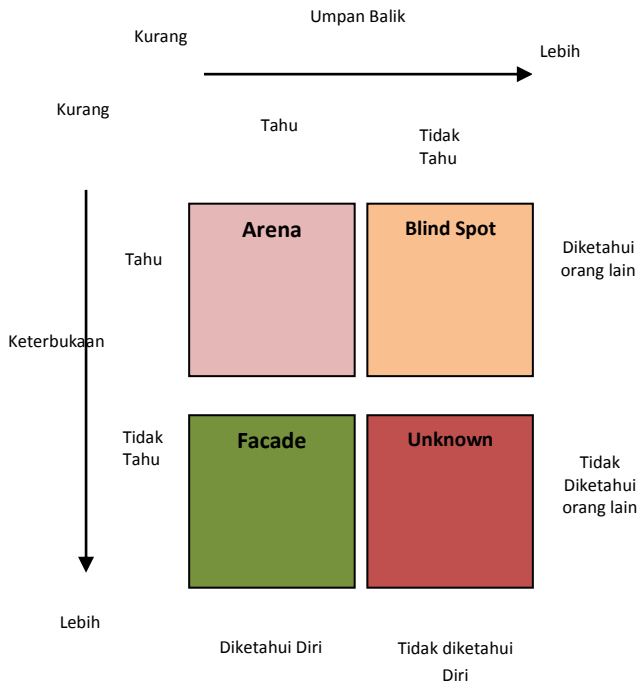 Umpan Balik
Kurang
Lebih
Kurang
Tahu
Tidak
Tahu
Arena
Blind Spot
Tahu
Diketahui
orang lain
Keterbukaan
Tidak
Tahu
Facade
Unknown
Tidak
Diketahui
orang lain
Lebih
Diketahui Diri
Tidak diketahui
Diri